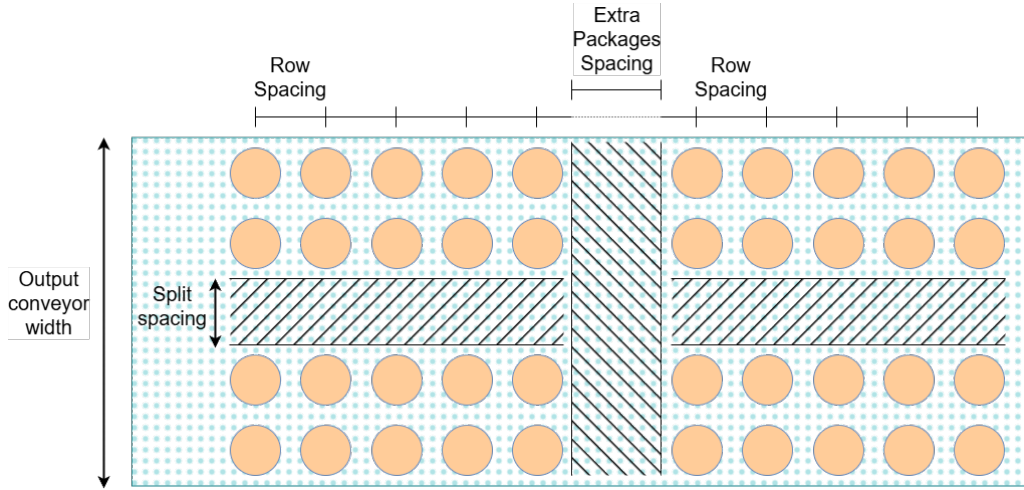 Extra
Packages
Spacing
Row
Spacing
Row
Spacing
Output
conveyor
width
Split
spacing